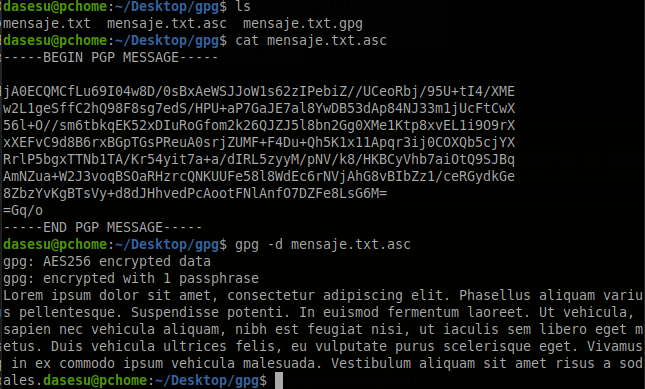 dasesu@pchome:~/Desktop/gpg$ ls
mensaje.txt  mensaje.txt.asc  mensaje.txt.gpg
dasesu@pchome:~/Desktop/gpg$ cat mensaje.txt.asc
-----BEGIN PGP MESSAGE-----
jA0ECQMCfLu69I04w8D/0sBxAeWSJJoW1s62zIPebiZ//UCeoRbj/95U+tI4/XME
w2L1geSffC2hQ98F8sg7edS/HPU+aP7GaJE7al8YwDB53dAp84NJ33m1jUcFtCwX
56l+O//sm6tbkqEK52xDIuRoGfom2k26QJZJ5l8bn2Gg0XMe1Ktp8xvEL1i9O9rX
xXEFvC9d8B6rxBGpTGsPReuA0srjZUMF+F4Du+Qh5K1x11Apqr3ij0COXQb5cjYX
RrlP5bgxTTNb1TA/Kr54yit7a+a/dIRL5zyyM/pNV/k8/HKBCyVhb7aiOtQ9SJBq
AmNZua+W2J3voqBSOaRHzrcQNKUUFe58l8WdEc6rNVjAhG8vBIbZz1/ceRGydkGe
8ZbzYvKgBTsVy+d8dJHhvedPcAootFNlAnfO7DZFe8LsG6M=
=Gq/o
-----END PGP MESSAGE-----
dasesu@pchome:~/Desktop/gpg$ gpg -d mensaje.txt.asc
gpg: AES256 encrypted data
gpg: encrypted with 1 passphrase
Lorem ipsum dolor sit amet, consectetur adipiscing elit. Phasellus aliquam variu
s pellentesque. Suspendisse potenti. In euismod fermentum laoreet. Ut vehicula,
sapien nec vehicula aliquam, nibh est feugiat nisi, ut iaculis sem libero eget m
etus. Duis vehicula ultrices felis, eu vulputate purus scelerisque eget. Vivamus
in ex commodo ipsum vehicula malesuada. Vestibulum aliquam sit amet risus a sod
ales.dasesu@pchome:~/Desktop/gpg$